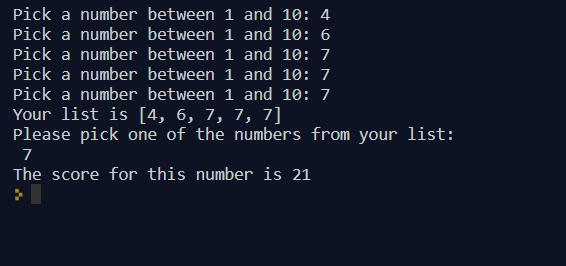 Pick a number between 1 and 10: 4
Pick a number between 1 and 10: 6
Pick a number between 1 and 10: 7
Pick a number between 1 and 10: 7
Pick a number between 1 and 10: 7
Your list is [4, 6, 7, 7, 7]
Please pick one of the numbers from your list:
 7
The score for this number is 21
>